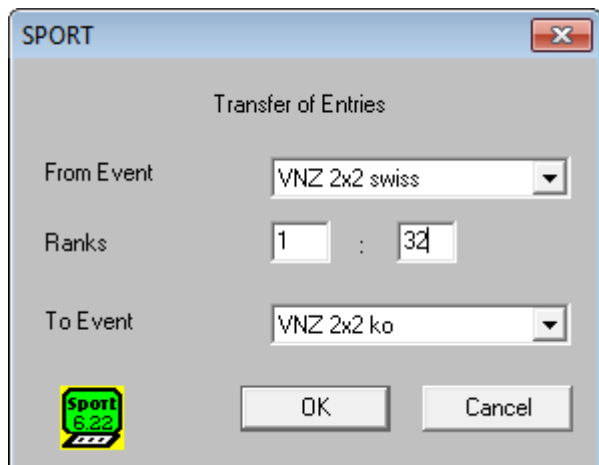 SPORT
Transfer of Entries
From Event VNZ 2x2 swiss
Ranks 1 : 32
To Event VNZ 2x2 ko
Sport
6.22
OK Cancel